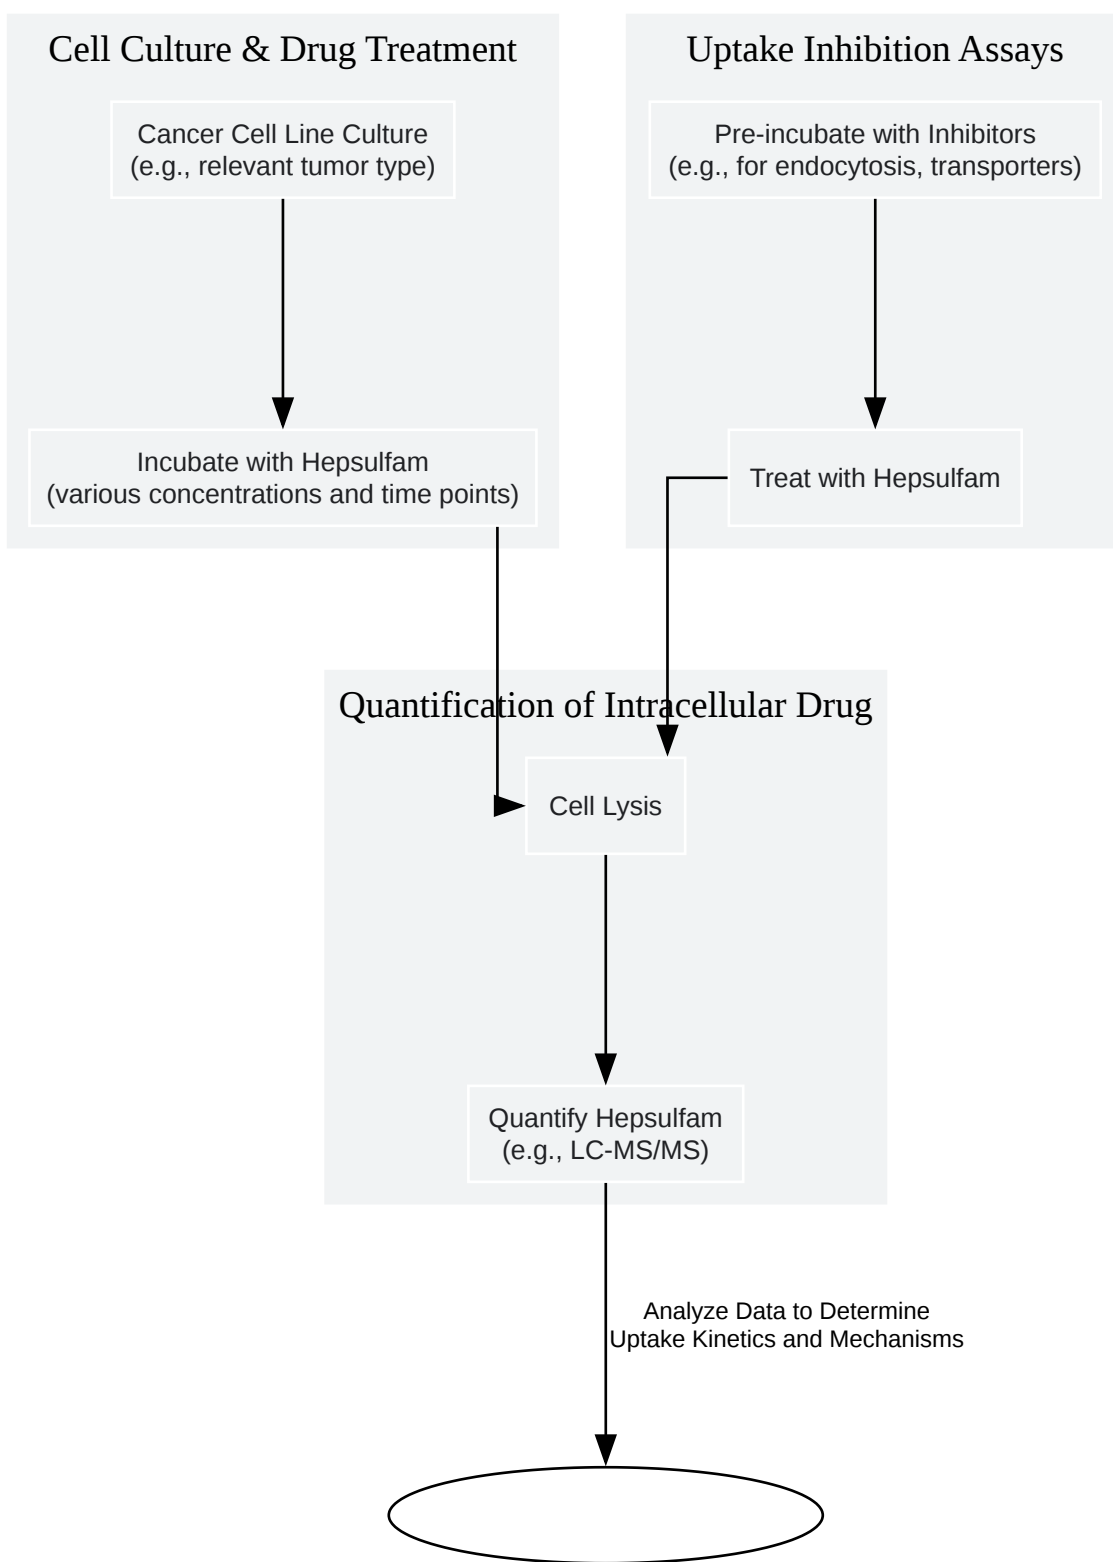 Cell Culture & Drug Treatment
Cancer Cell Line Culture
(e.g., relevant tumor type)
Incubate with Hepsulfam
(various concentrations and time points)
Uptake Inhibition Assays
Pre-incubate with Inhibitors
(e.g., for endocytosis, transporters)
Treat with Hepsulfam
Quantification of Intracellular Drug
Cell Lysis
Quantify Hepsulfam
(e.g., LC-MS/MS)
Analyze Data to Determine
Uptake Kinetics and Mechanisms